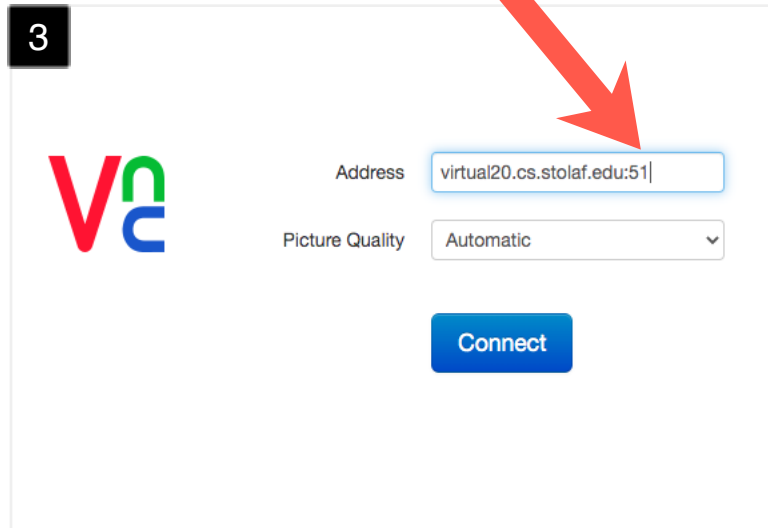 3
Vnc
Address virtual20.cs.stolaf.edu:51
Picture Quality Automatic
Connect